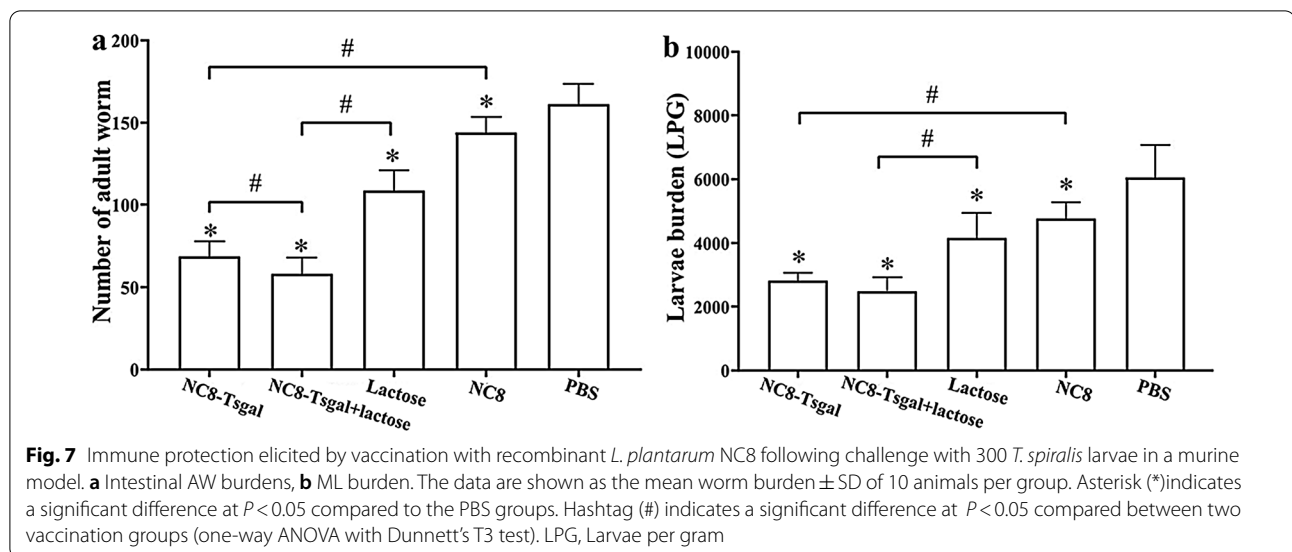 a
200
150
100
50
0
Number of adult worm
#
#
#
*
*
*
*
NC8-Tsgal
NC8-Tsgal+lactose
Lactose
NC8
PBS
b
10000
8000
6000
4000
2000
0
Larvae burden (LPG)
#
#
*
*
*
*
NC8-Tsgal
NC8-Tsgal+lactose
Lactose
NC8
PBS
Fig. 7 Immune protection elicited by vaccination with recombinant L. plantarum NC8 following challenge with 300 T. spiralis larvae in a murine
model. a Intestinal AW burdens, b ML burden. The data are shown as the mean worm burden ± SD of 10 animals per group. Asterisk (*)indicates
a significant difference at P < 0.05 compared to the PBS groups. Hashtag (#) indicates a significant difference at P < 0.05 compared between two
vaccination groups (one-way ANOVA with Dunnett’s T3 test). LPG, Larvae per gram